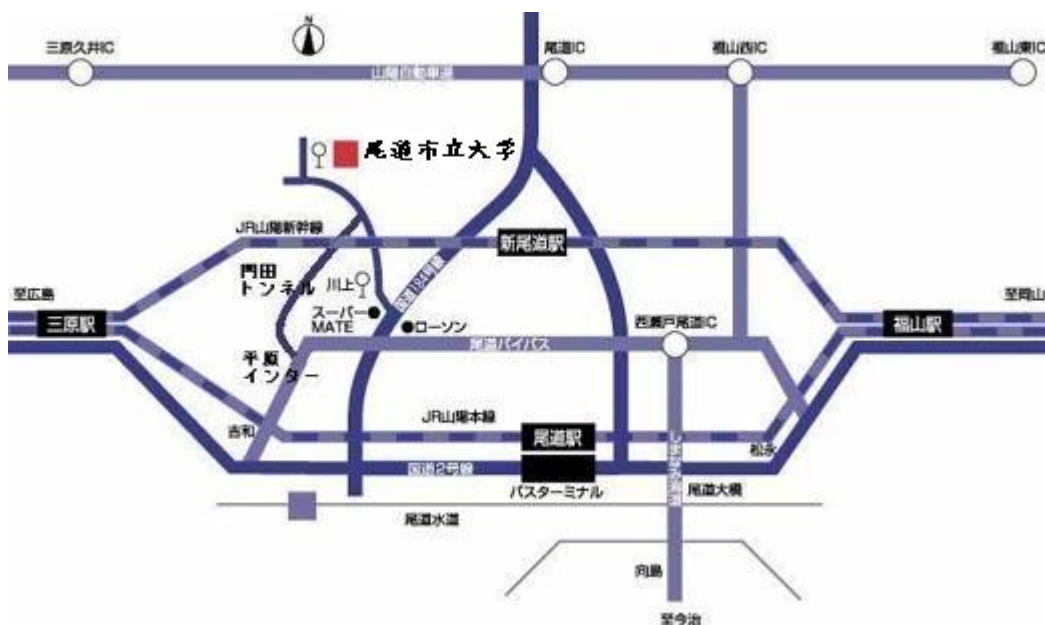 N
三原久井IC
尾道IC
福山西IC
福山東IC
山陽自動車道
尾道市立大学
JR山陽新幹線
新尾道駅
国道184号線
門田
トンネル
川上
至広島
至岡山
スーパー
MATE
ローソン
三原駅
西瀬戸尾道IC
福山駅
尾道バイパス
平原
インター
JR山陽本線
吉和
尾道駅
しまなみ海道
松永
国道2号線
バスターミナル
尾道大橋
尾道水道
向島
至今治